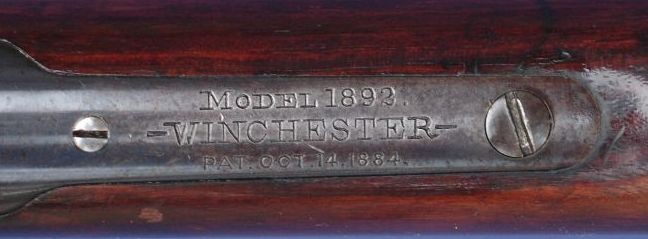 MODEL 1892.
-WINCHESTER-
PAT. OCT. 14. 1884.